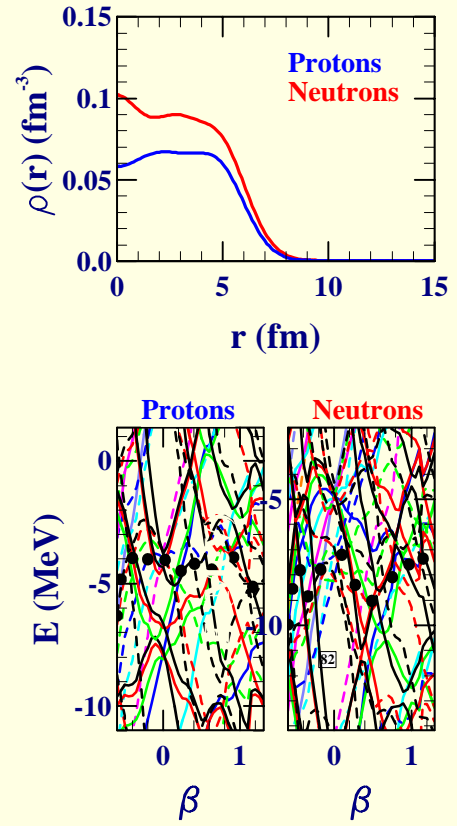 0.15
Protons
Neutrons
0.1
0.05
0.0
ρ(r) (fm-3)
0 5 10 15
r (fm)
Protons Neutrons
0
-5
-10
E (MeV)
-5
-10
82
0 1 0 1
β β